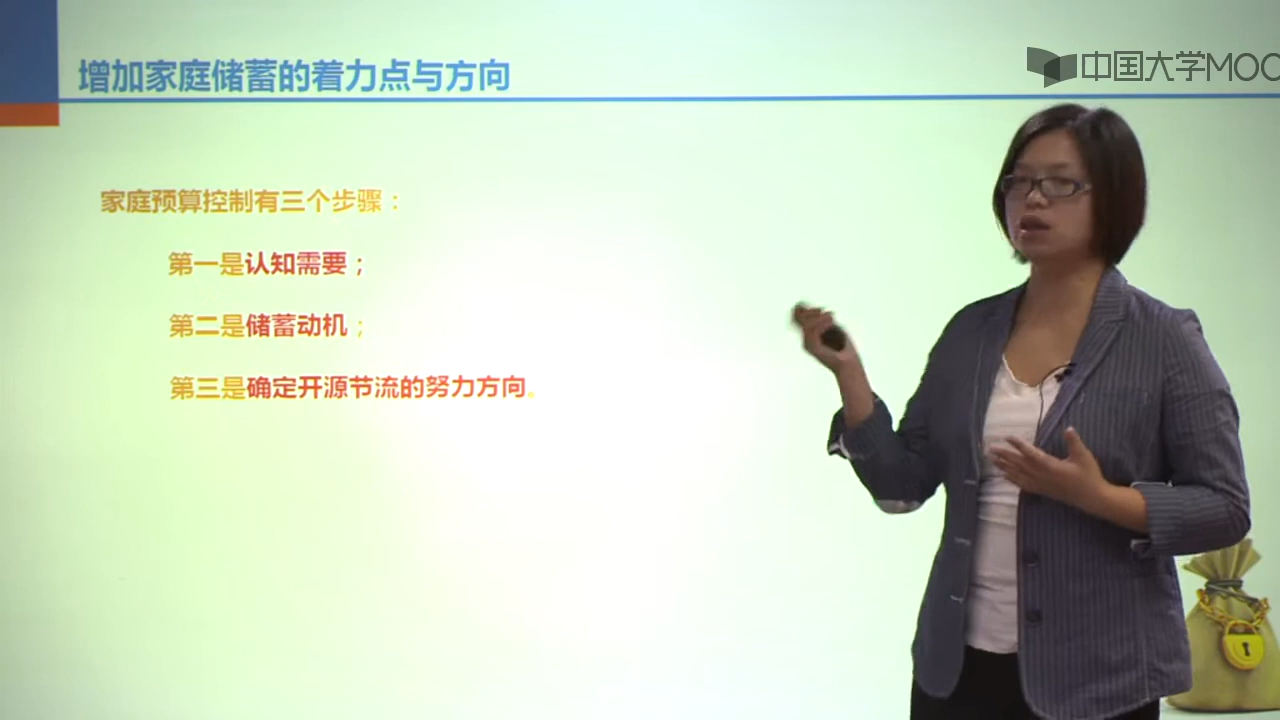 增加家庭储蓄的着力点与方向
中国大学MOO
家庭预算控制有三个步骤：
第一是认知需要；
第二是储蓄动机；
第三是确定开源节流的努力方向。